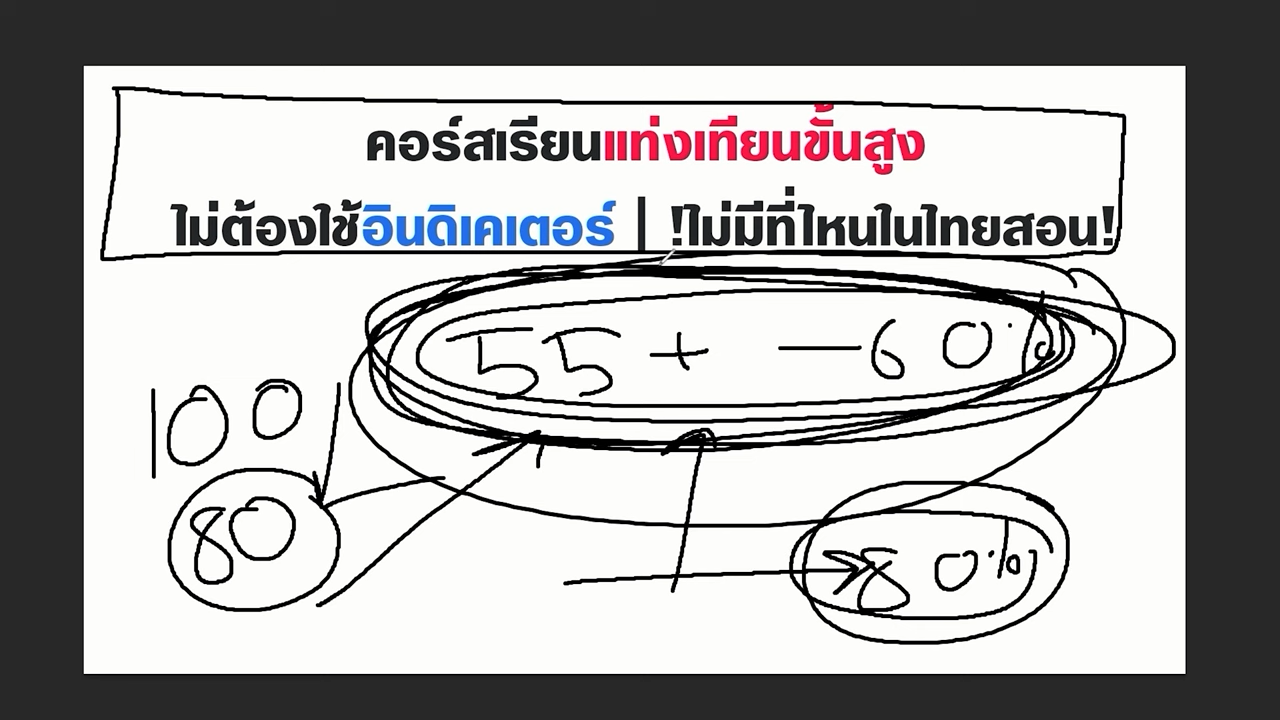 คอร์สเรียนแท่งเทียนขั้นสูง
ไม่ต้องใช้อินดิเคเตอร์ | !ไม่มีที่ไหนในไทยสอน!
55 + — 60%
100
80
80%